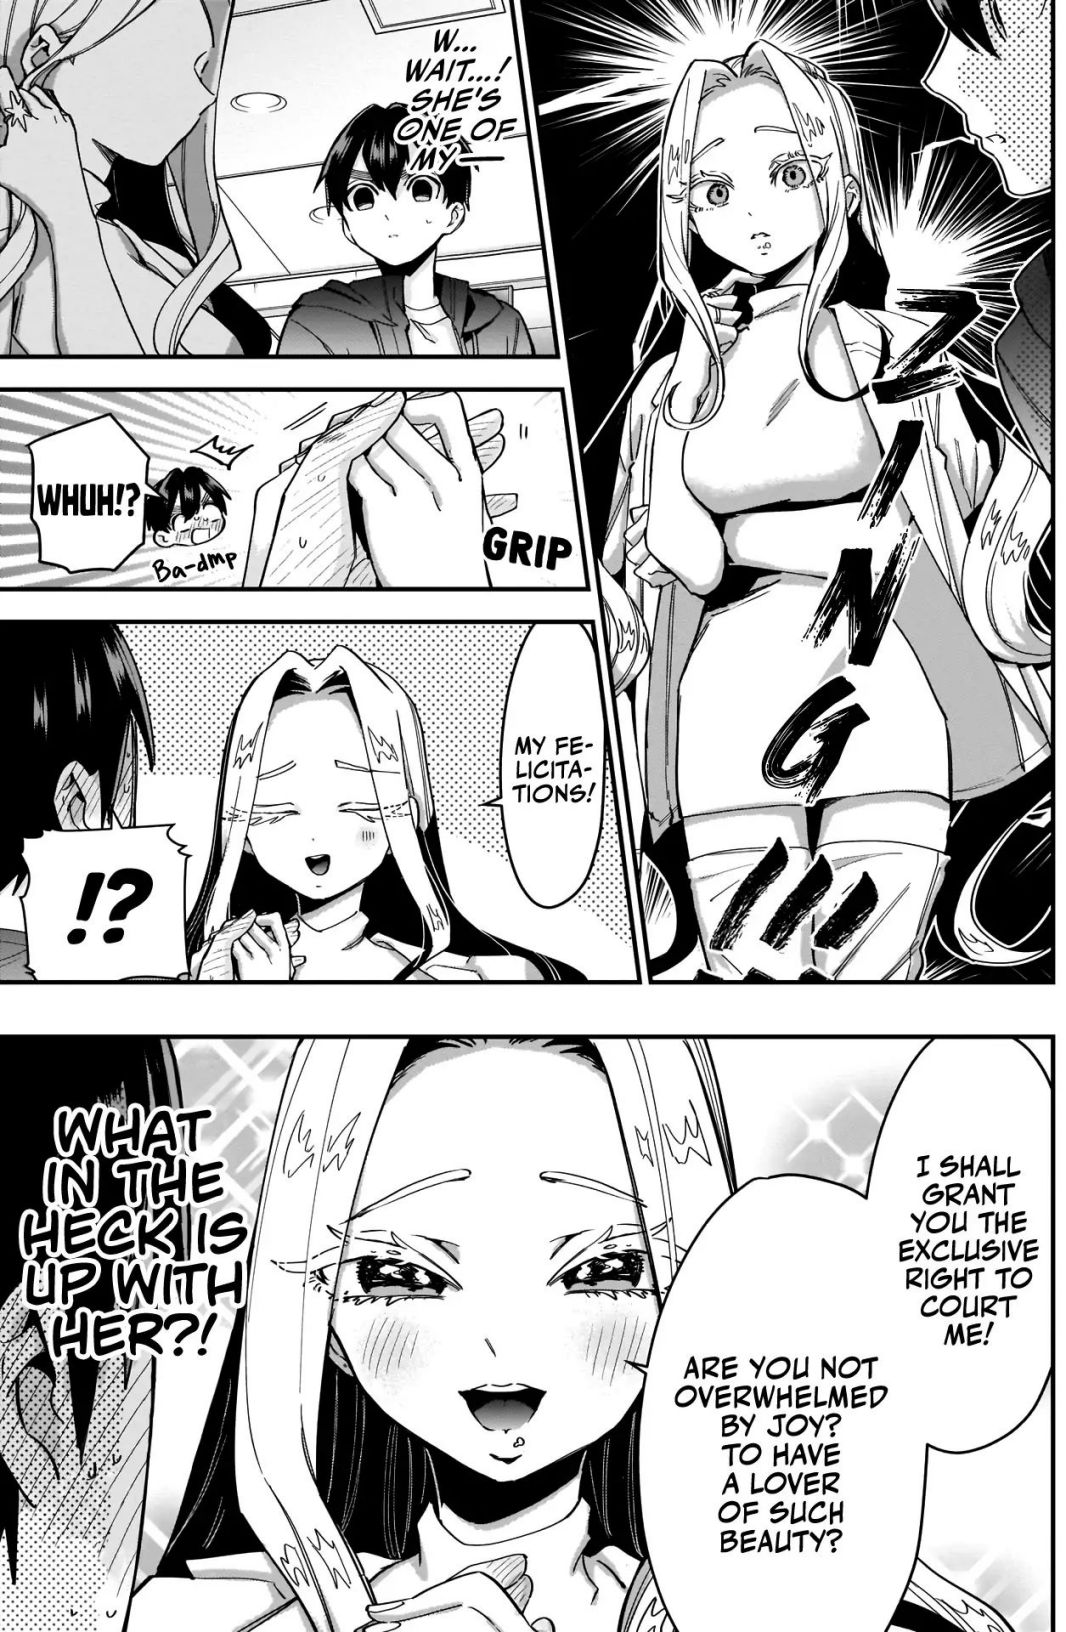 ZIING
W...
WAIT...!
SHE'S
ONE OF
MY—
GRIP
WHUH!?
Ba-dmp
MY FE-
LICITA-
TIONS!
!?
I SHALL
GRANT
YOU THE
EXCLUSIVE
RIGHT TO
COURT
ME!
ARE YOU NOT
OVERWHELMED
BY JOY?
TO HAVE
A LOVER
OF SUCH
BEAUTY?
WHAT
IN THE
HECK IS
UP WITH
HER?!